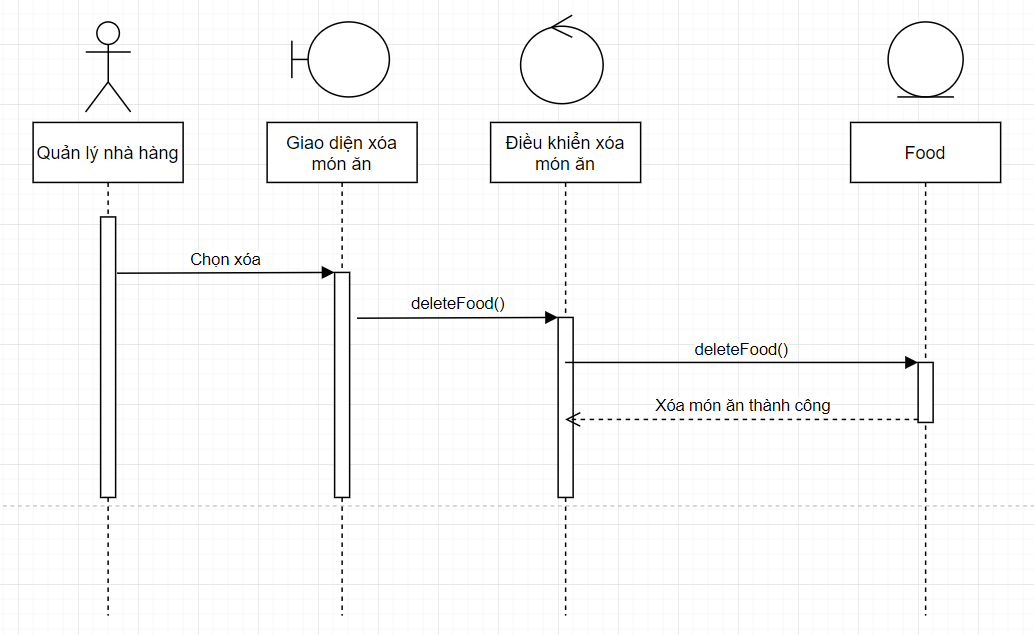 Quản lý nhà hàng
Giao diện xóa
món ăn
Điều khiển xóa
món ăn
Food
Chọn xóa
deleteFood()
deleteFood()
Xóa món ăn thành công